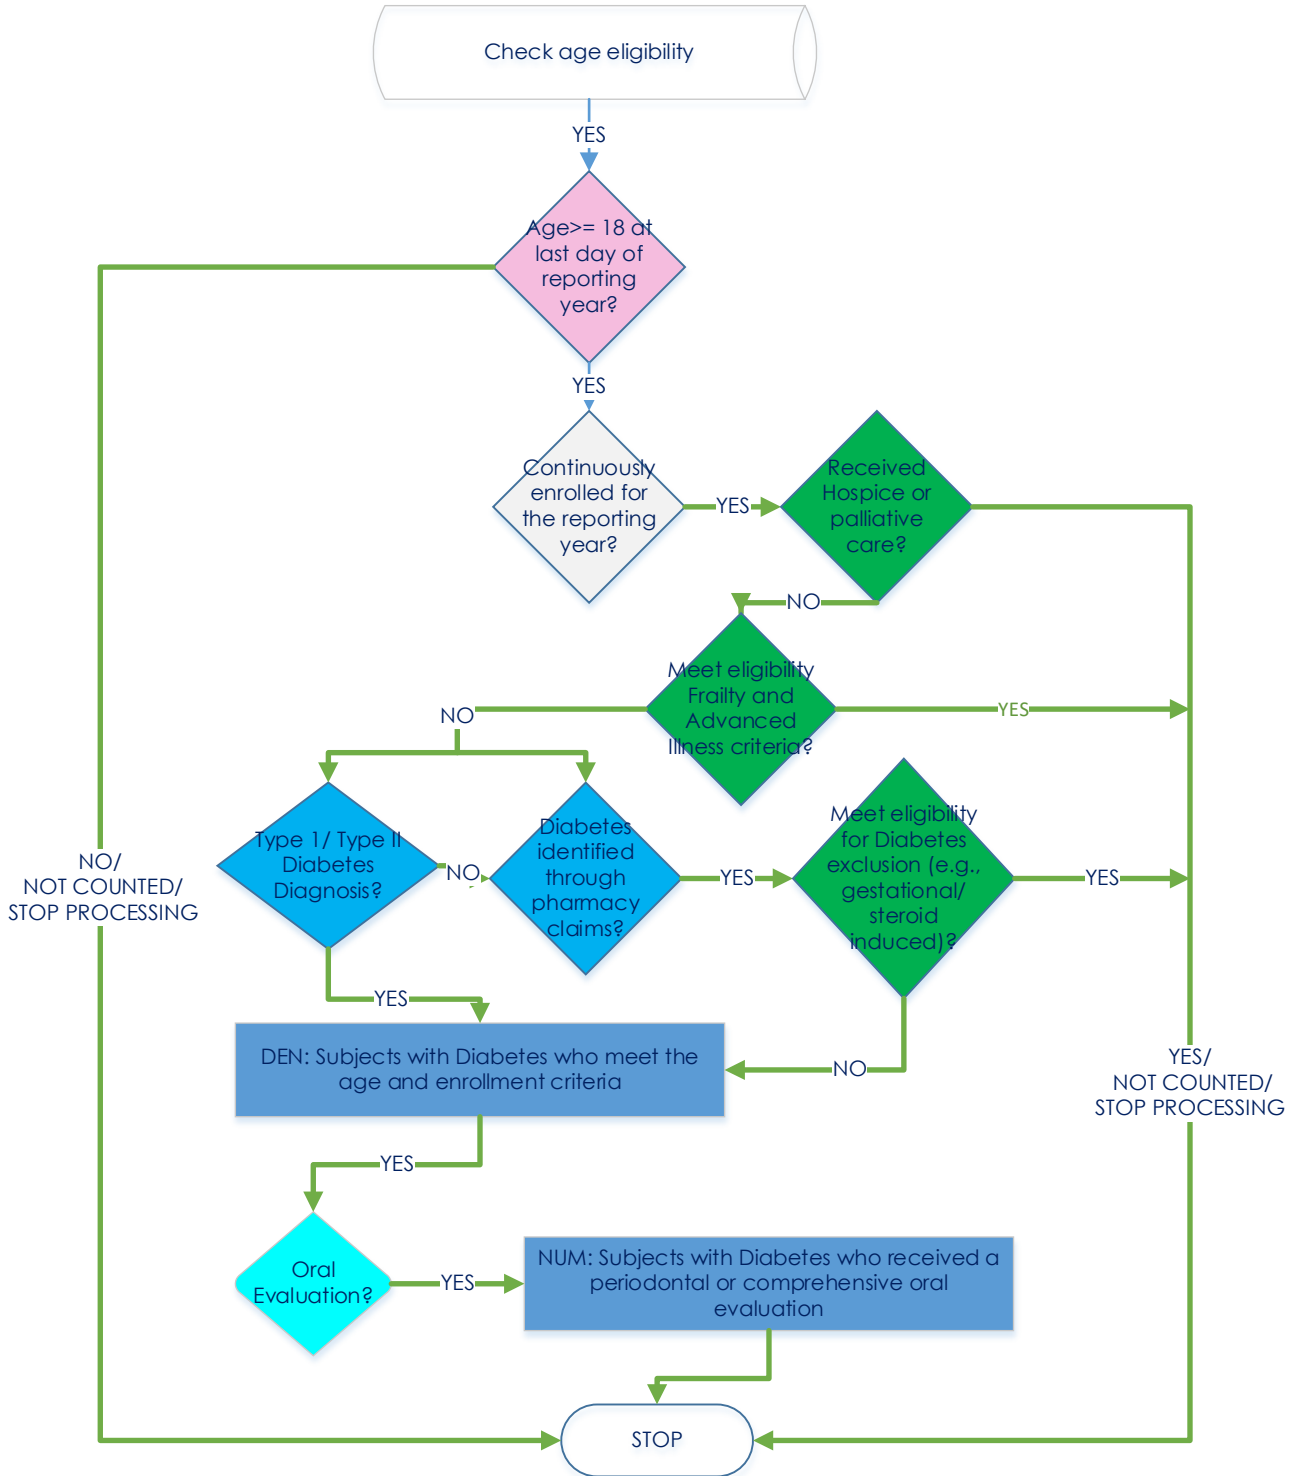 Check age eligibility
YES
Age>= 18 at
last day of
reporting
year?
YES
Continuously
enrolled for
the reporting
year?
YES
Received
Hospice or
palliative
care?
NO
Meet eligibility
Frailty and
Advanced
Illness criteria?
YES
NO
Type 1/ Type II
Diabetes
Diagnosis?
NO
Diabetes
identified
through
pharmacy
claims?
YES
Meet eligibility
for Diabetes
exclusion (e.g.,
gestational/
steroid
induced)?
YES
NO/
NOT COUNTED/
STOP PROCESSING
YES
DEN: Subjects with Diabetes who meet the
age and enrollment criteria
NO
YES/
NOT COUNTED/
STOP PROCESSING
YES
Oral
Evaluation?
YES
NUM: Subjects with Diabetes who received a
periodontal or comprehensive oral
evaluation
STOP